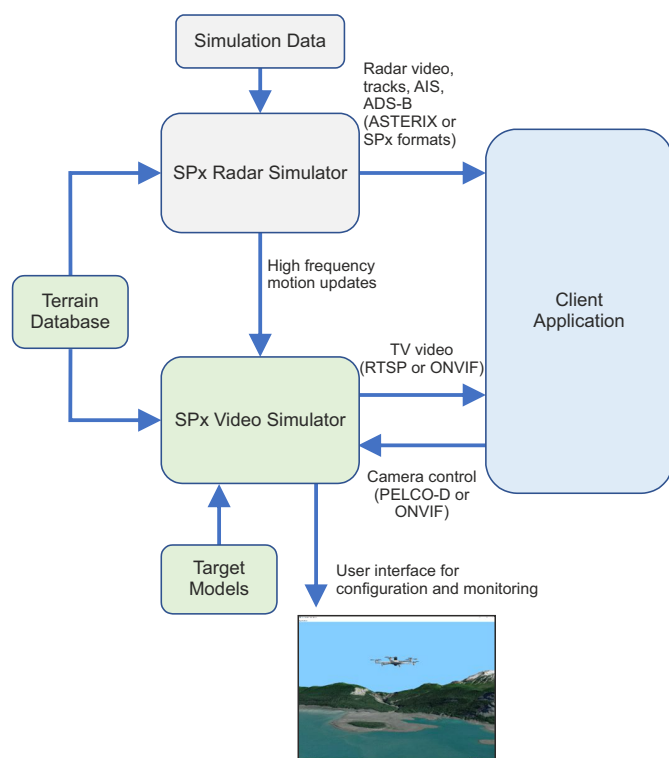 Simulation Data
Radar video,
tracks, AIS,
ADS-B
(ASTERIX or
SPx formats)
SPx Radar Simulator
High frequency
motion updates
Terrain
Database
Client
Application
TV video
(RTSP or ONVIF)
SPx Video Simulator
Camera control
(PELCO-D or
ONVIF)
Target
Models
User interface for
configuration and monitoring